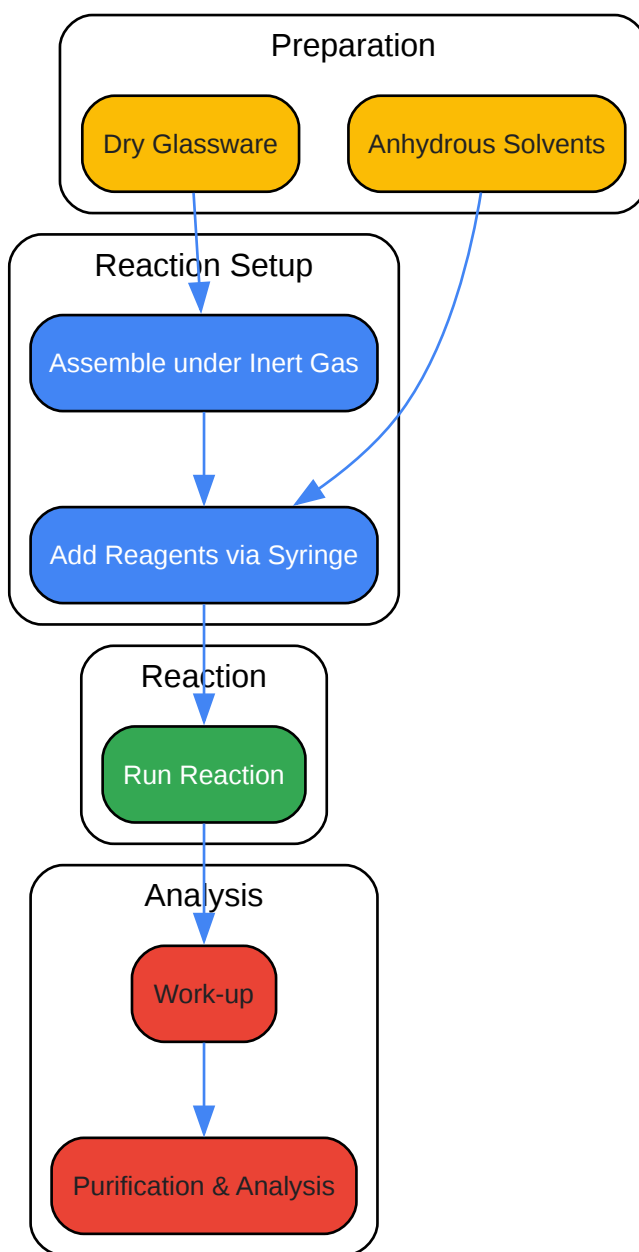 Preparation
Dry Glassware
Anhydrous Solvents
Reaction Setup
Assemble under Inert Gas
Add Reagents via Syringe
Reaction
Run Reaction
Analysis
Work-up
Purification & Analysis